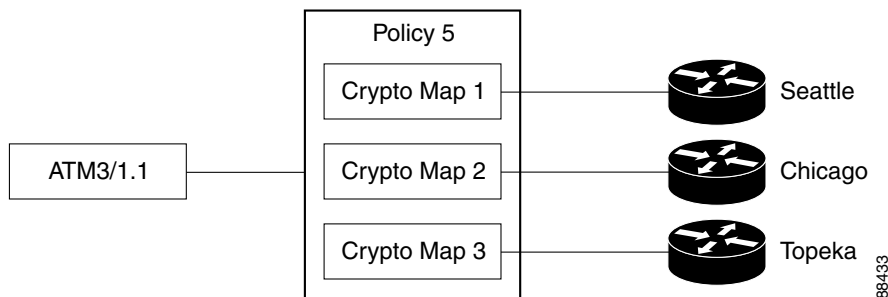 Policy 5
Crypto Map 1
Seattle
ATM3/1.1
Crypto Map 2
Chicago
Crypto Map 3
Topeka
88433